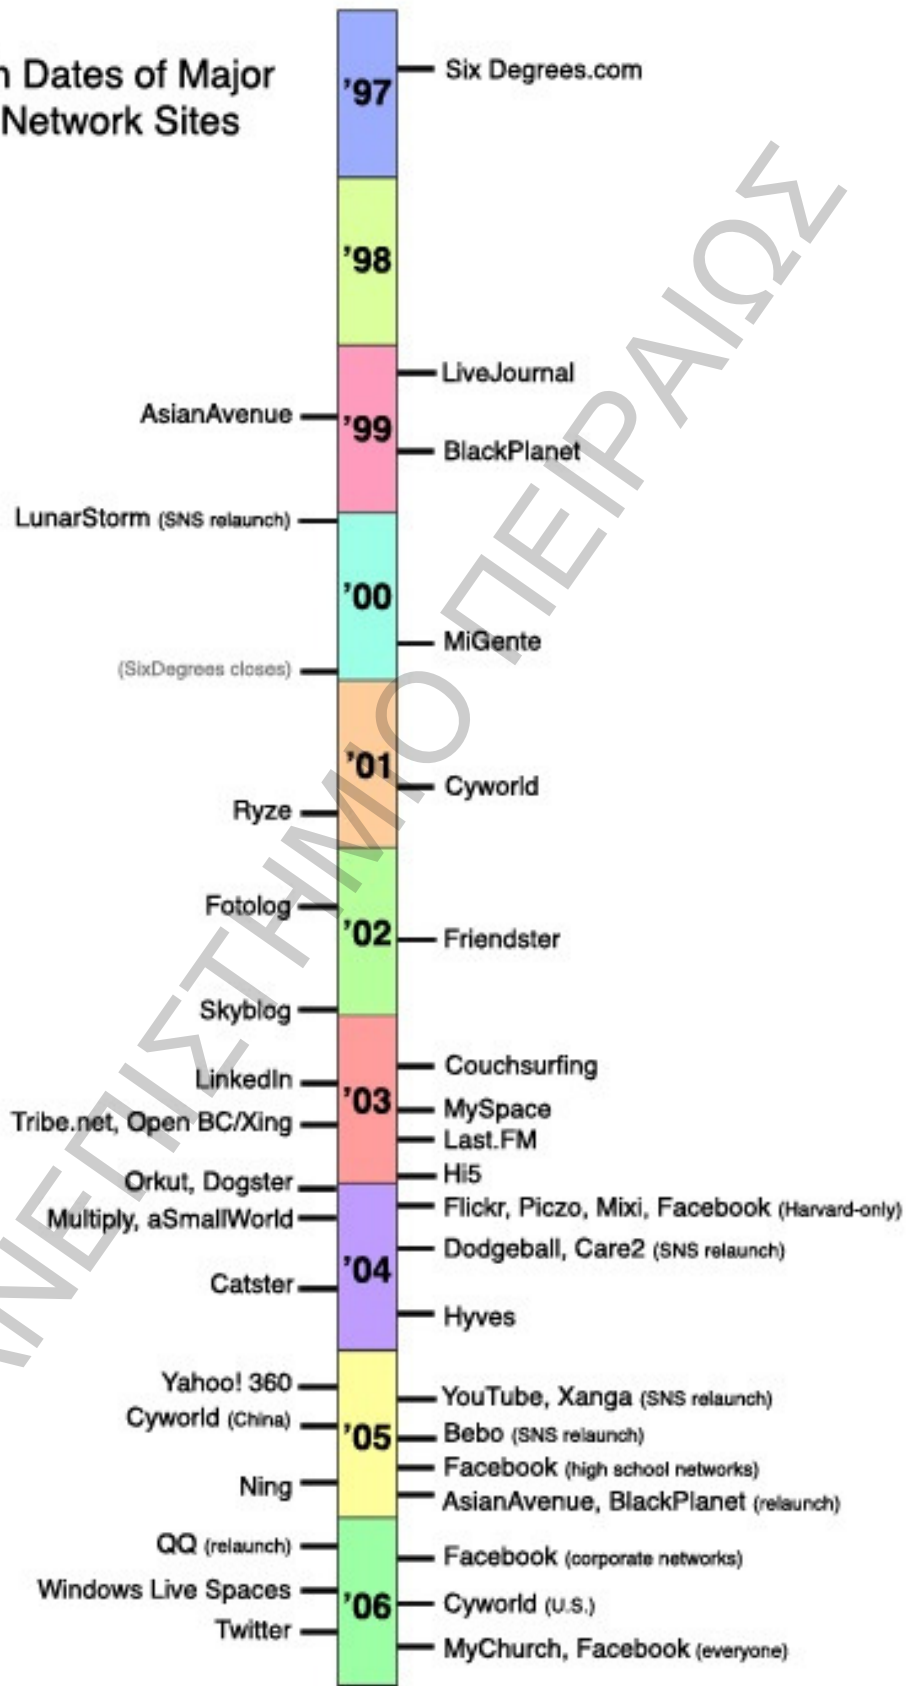 Dates of Major
Network Sites
'97
Six Degrees.com
'98
LiveJournal
AsianAvenue
'99
BlackPlanet
LunarStorm (SNS relaunch)
'00
MiGente
(SixDegrees closes)
'01
Cyworld
Ryze
Fotolog
'02
Friendster
Skyblog
Couchsurfing
LinkedIn
'03
MySpace
Tribe.net, Open BC/Xing
Last.FM
Hi5
Orkut, Dogster
Flickr, Piczo, Mixi, Facebook (Harvard-only)
Multiply, aSmallWorld
Dodgeball, Care2 (SNS relaunch)
'04
Catster
Hyves
Yahoo! 360
YouTube, Xanga (SNS relaunch)
Cyworld (China)
Bebo (SNS relaunch)
'05
Facebook (high school networks)
Ning
AsianAvenue, BlackPlanet (relaunch)
QQ (relaunch)
Facebook (corporate networks)
Windows Live Spaces
'06
Cyworld (U.S.)
Twitter
MyChurch, Facebook (everyone)
ΠΕΙΡΑΙΩΣ